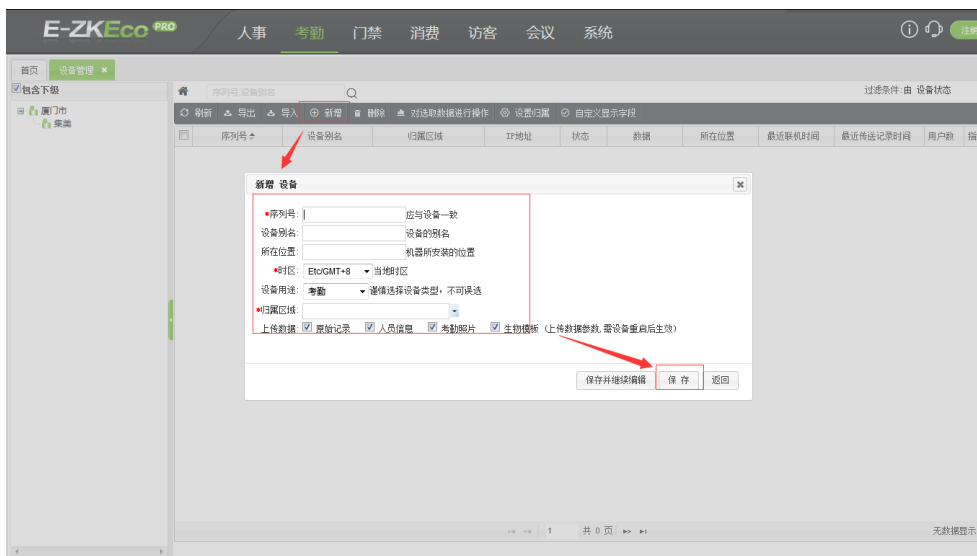 E-ZKEco PRO 人事 考勤 门禁 消费 访客 会议 系统
首页 设备管理 ×
包含下级 序列号,设备别名 过滤条件:由 设备状态
厦门市 刷新 导出 导入 新增 删除 对选取数据进行操作 设置归属 自定义显示字段
集美
序列号 设备别名 归属区域 IP地址 状态 数据 所在位置 最近联机时间 最近传送记录时间 用户数 指
新增 设备
*序列号: 应与设备一致
设备别名: 设备的别名
所在位置: 机器所安装的位置
*时区: Etc/GMT+8 当地时区
设备用途: 考勤 谨慎选择设备类型,不可误选
*归属区域:
上传数据: 原始记录 人员信息 考勤照片 生物模板 (上传数据参数,需设备重启后生效)
保存并继续编辑 保 存 返回
1 共 0 页 无数据显示